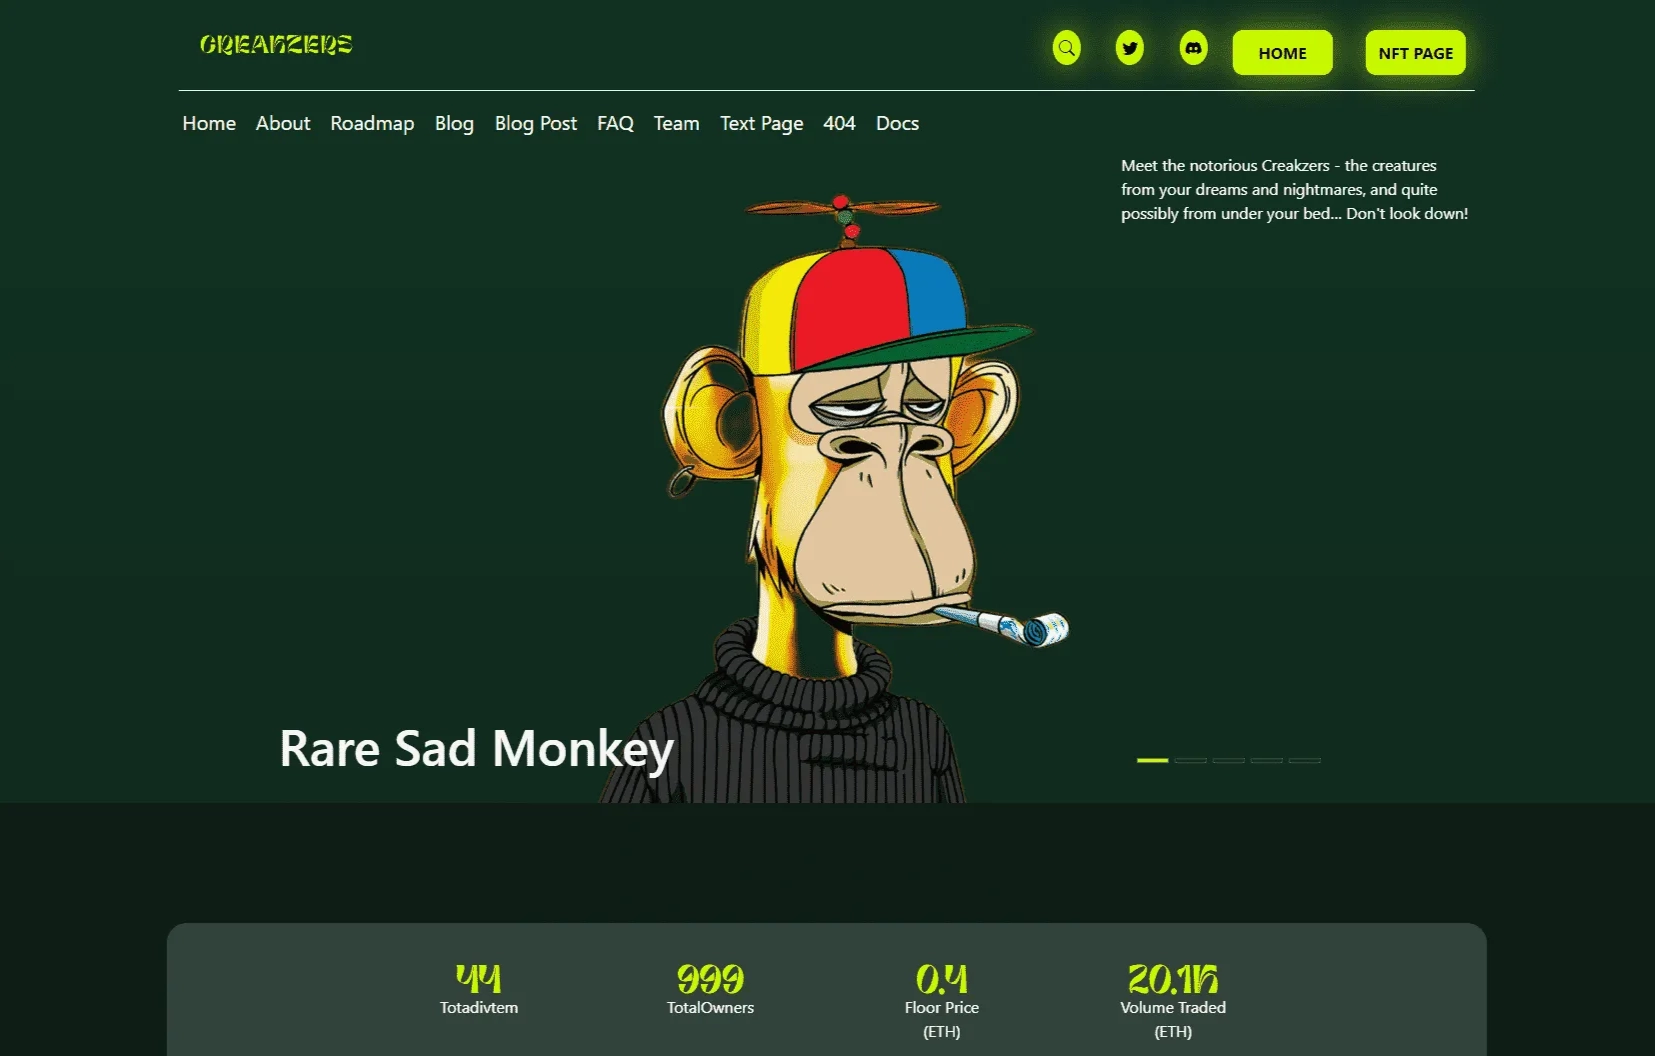 CREAKZERS
HOME
NFT PAGE
Home About Roadmap Blog Blog Post FAQ Team Text Page 404 Docs
Meet the notorious Creakzers - the creatures
from your dreams and nightmares, and quite
possibly from under your bed... Don't look down!
Rare Sad Monkey
44
Totadivtem
999
TotalOwners
0.4
Floor Price
(ETH)
20.1K
Volume Traded
(ETH)